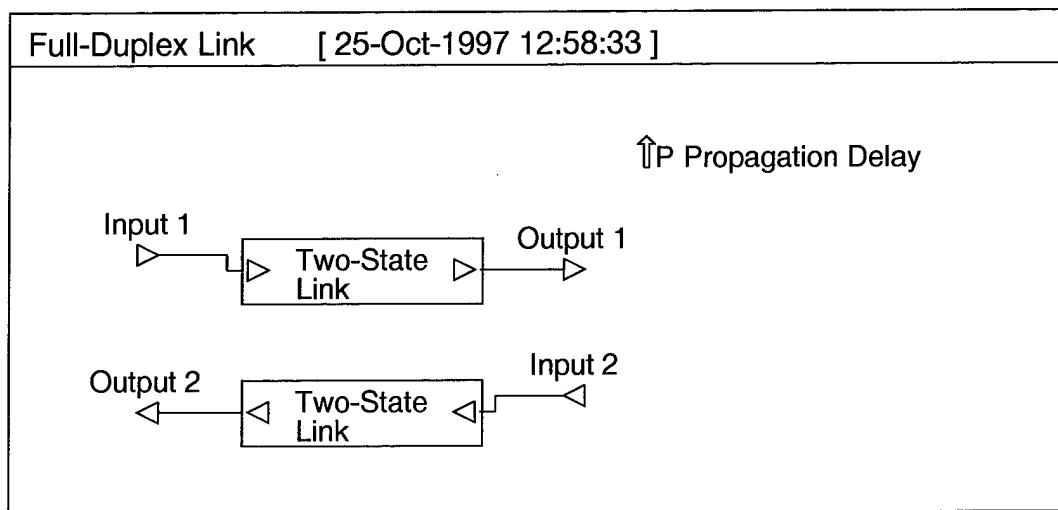 Full-Duplex Link [ 25-Oct-1997 12:58:33 ]
⇧P Propagation Delay
Input 1
Two-State
Link
Output 1
Output 2
Two-State
Link
Input 2